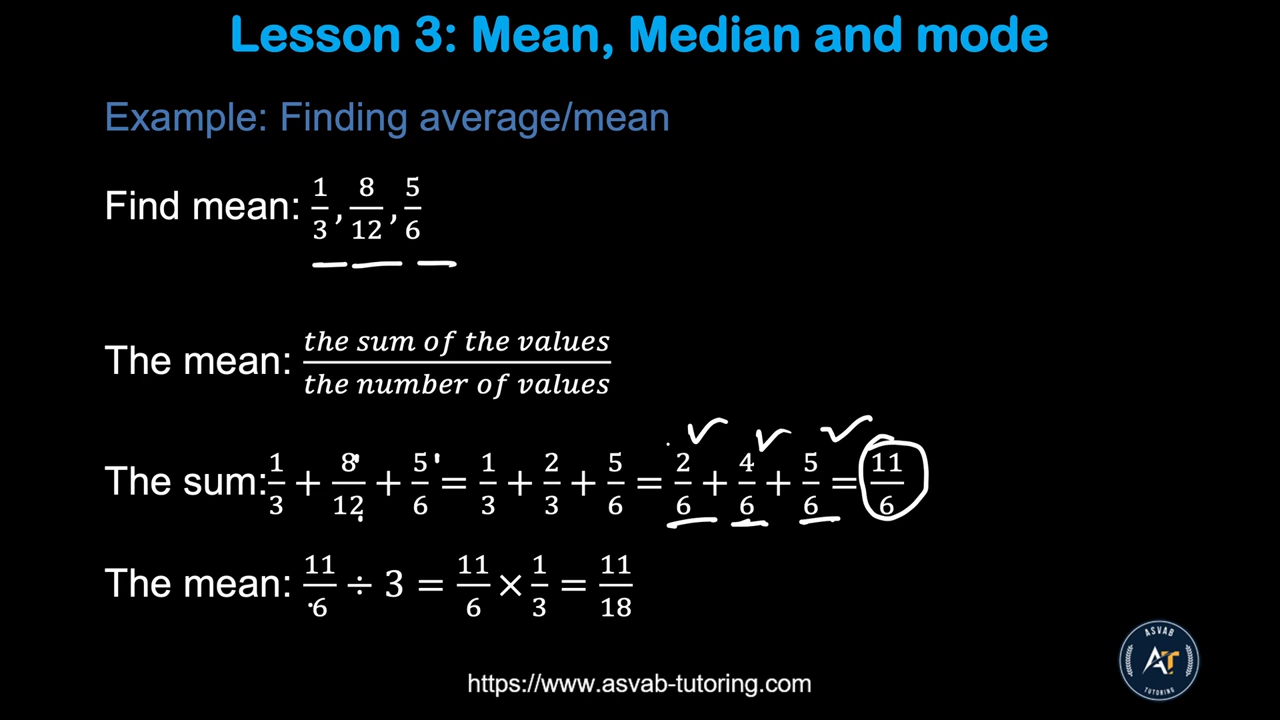 Lesson 3: Mean, Median and mode
Example: Finding average/mean
Find mean: 1/3, 8/12, 5/6
The mean: the sum of the values / the number of values
The sum: 1/3 + 8/12 + 5/6 = 1/3 + 2/3 + 5/6 = 2/6 + 4/6 + 5/6 = 11/6
The mean: 11/6 ÷ 3 = 11/6 × 1/3 = 11/18
ASVAB
AT
TUTORING
https://www.asvab-tutoring.com